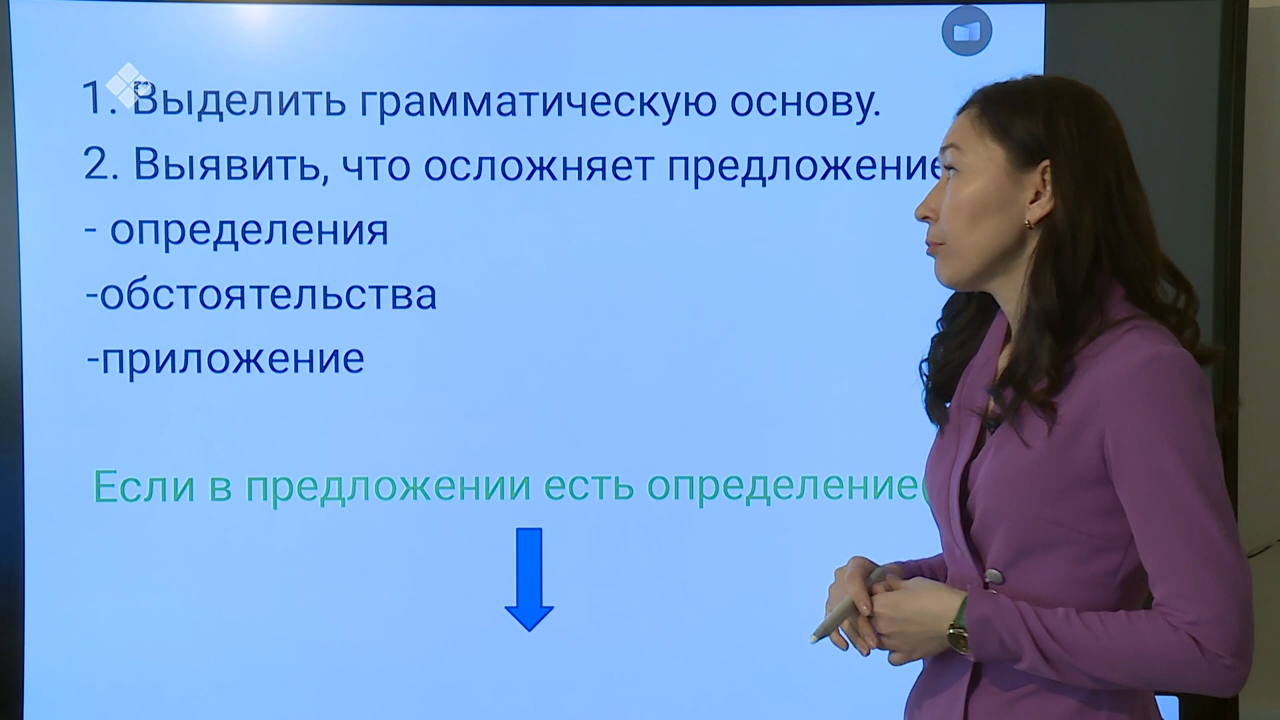 1. Выделить грамматическую основу.
2. Выявить, что осложняет предложение
- определения
-обстоятельства
-приложение
Если в предложении есть определение(